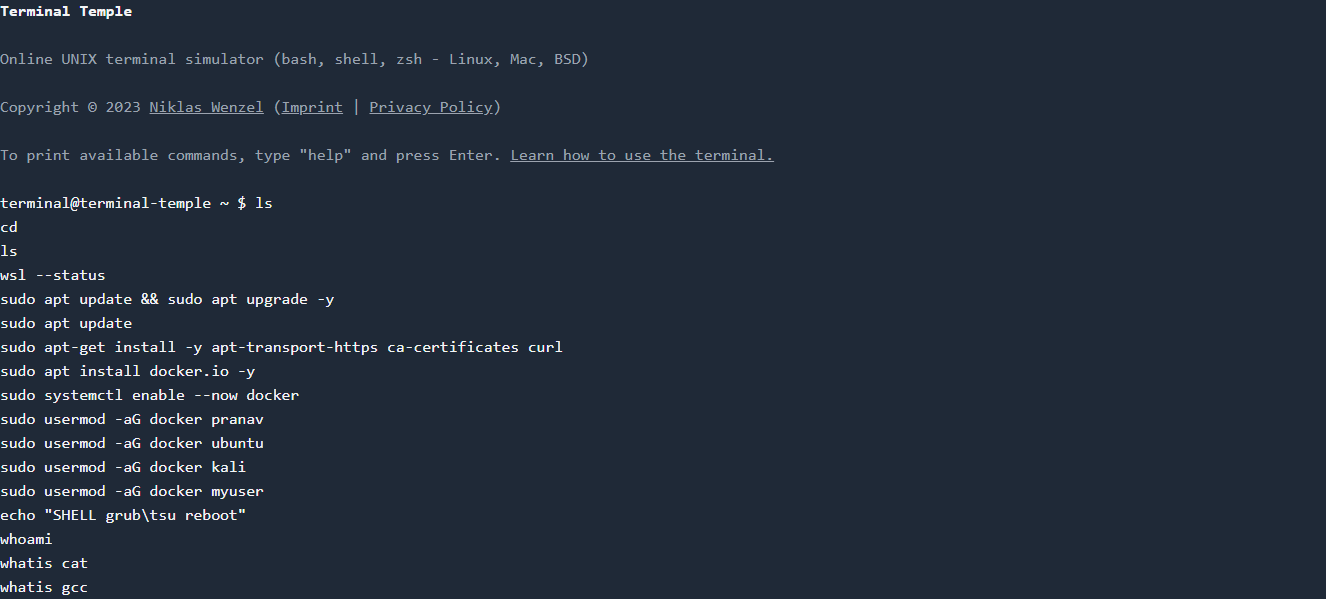 Terminal Temple
Online UNIX terminal simulator (bash, shell, zsh - Linux, Mac, BSD)
Copyright © 2023 Niklas Wenzel (Imprint | Privacy Policy)
To print available commands, type "help" and press Enter. Learn how to use the terminal.
terminal@terminal-temple ~ $ ls
cd
ls
wsl --status
sudo apt update && sudo apt upgrade -y
sudo apt update
sudo apt-get install -y apt-transport-https ca-certificates curl
sudo apt install docker.io -y
sudo systemctl enable --now docker
sudo usermod -aG docker pranav
sudo usermod -aG docker ubuntu
sudo usermod -aG docker kali
sudo usermod -aG docker myuser
echo "SHELL grub\tsu reboot"
whoami
whatis cat
whatis gcc